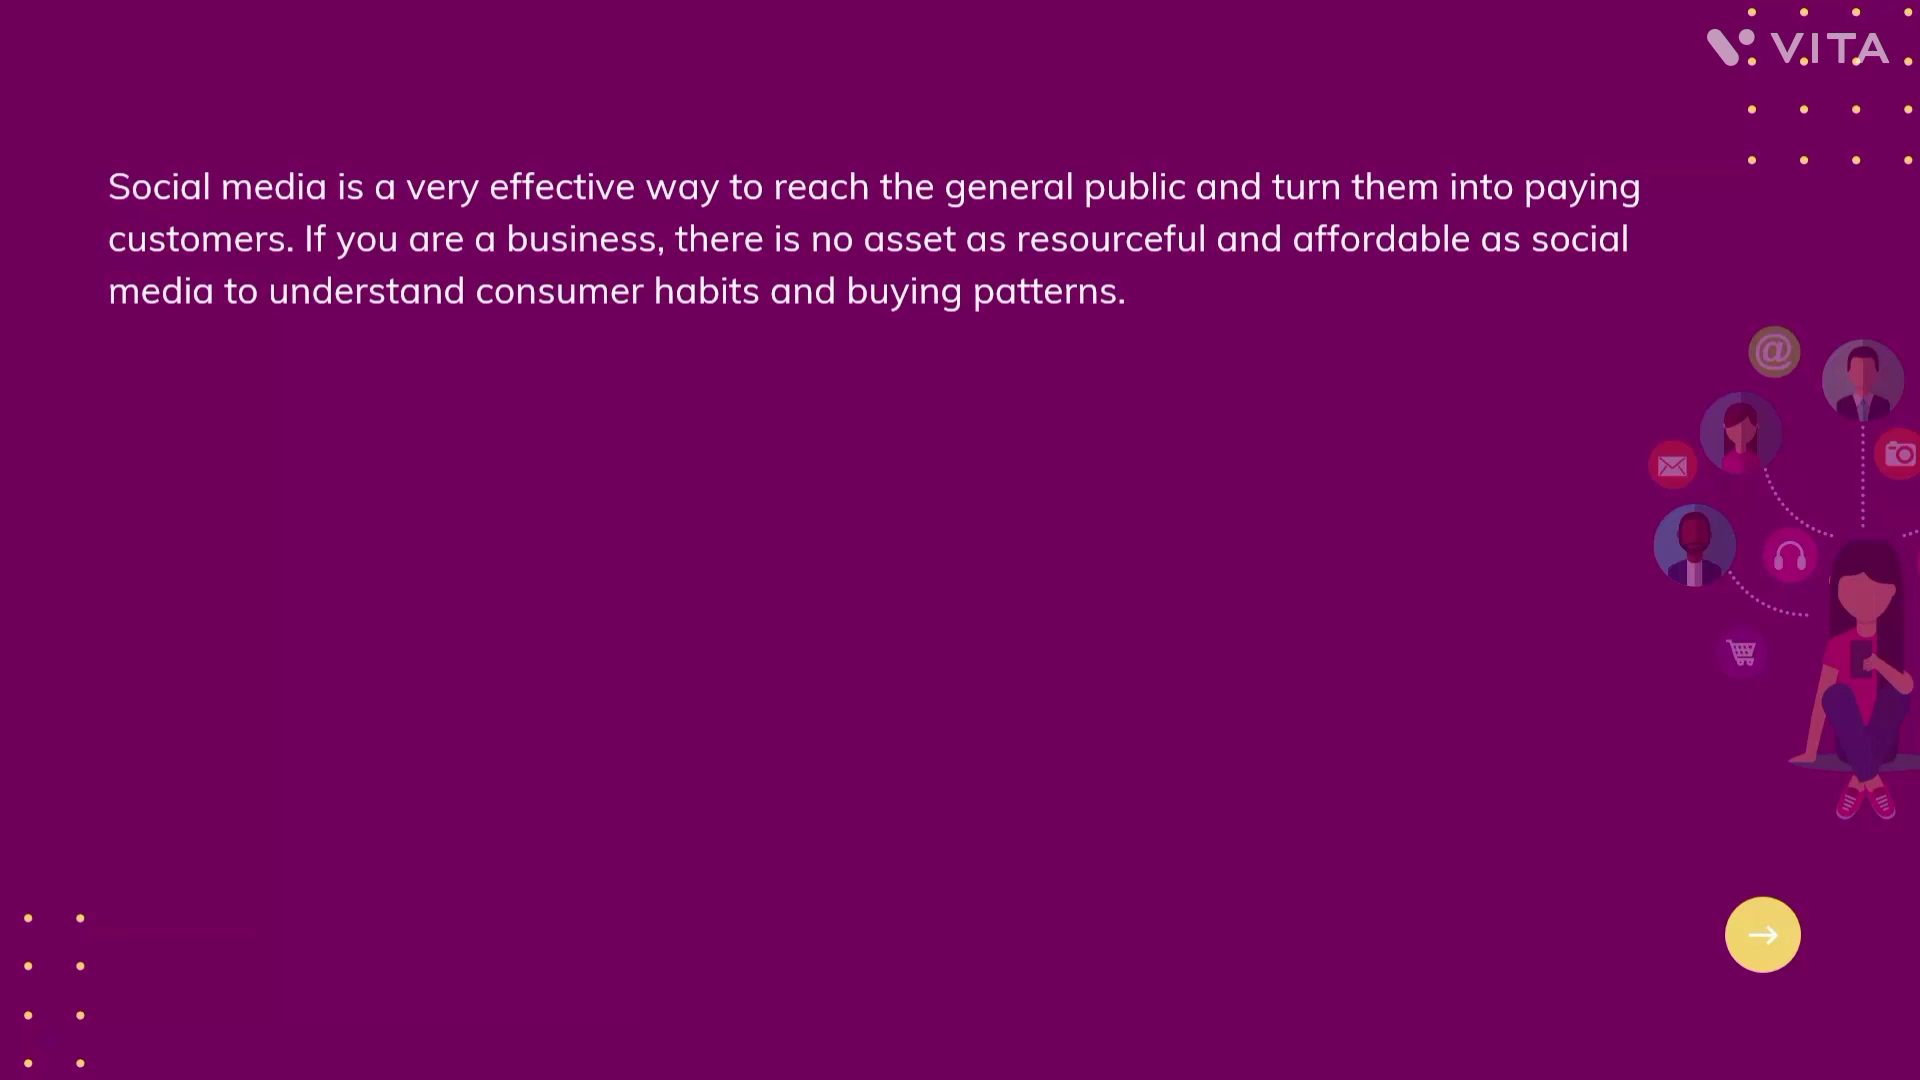 VITA
Social media is a very effective way to reach the general public and turn them into paying
customers. If you are a business, there is no asset as resourceful and affordable as social
media to understand consumer habits and buying patterns.
@